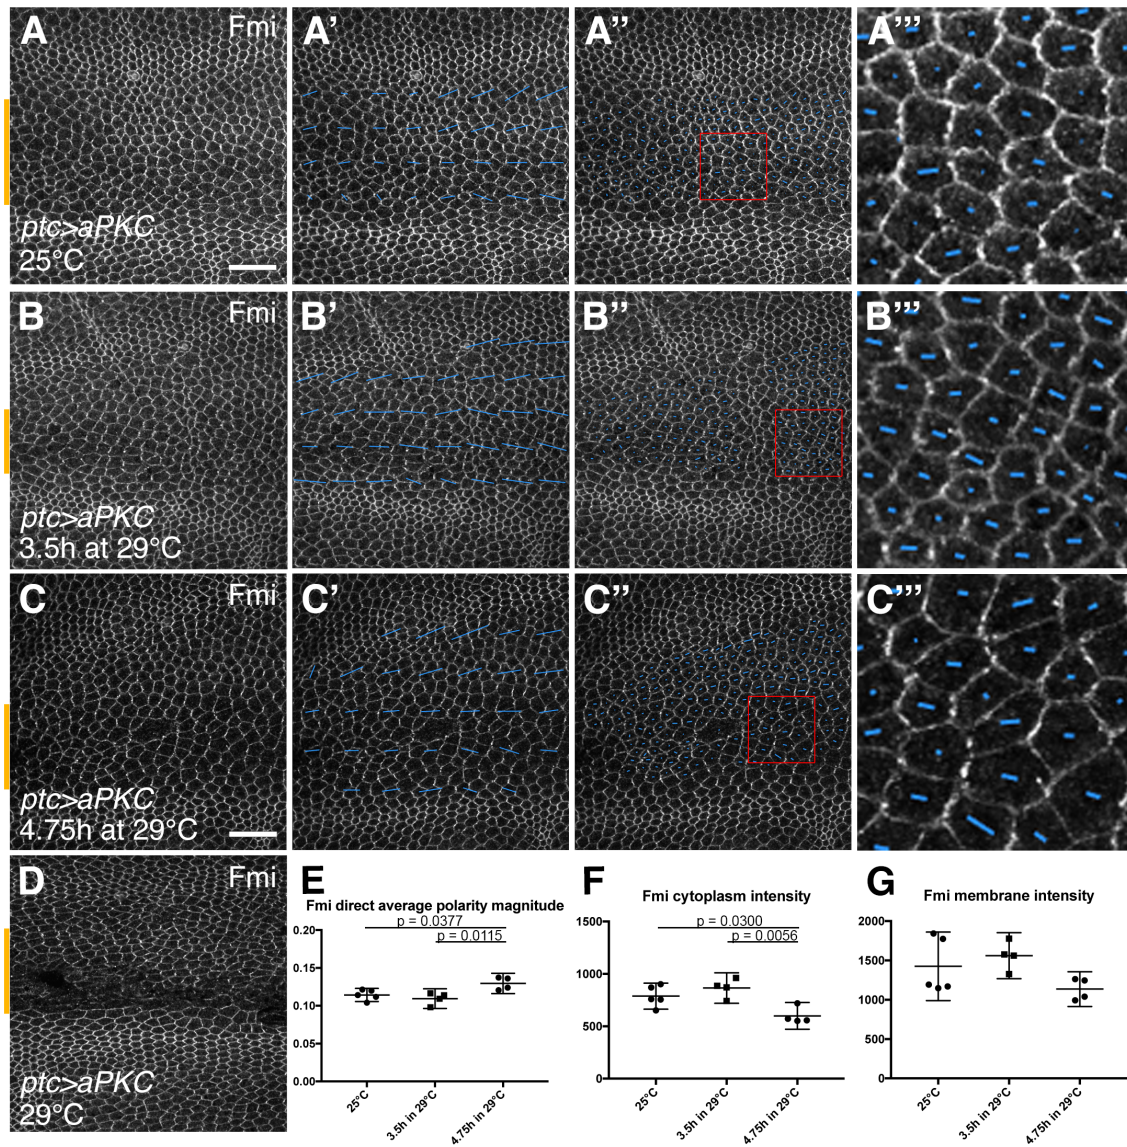 A
Fmi
A’
A’’
A’’’
ptc>aPKC
25°C
B
Fmi
B’
B’’
B’’’
ptc>aPKC
3.5h at 29°C
C
Fmi
C’
C’’
C’’’
ptc>aPKC
4.75h at 29°C
D
Fmi
ptc>aPKC
29°C
E
Fmi direct average polarity magnitude
p = 0.0377
p = 0.0115
0.20
0.15
0.10
0.05
0.00
25°C
3.5h in 29°C
4.75h in 29°C
F
Fmi cytoplasm intensity
p = 0.0300
p = 0.0056
1500
1000
500
0
25°C
3.5h in 29°C
4.75h in 29°C
G
Fmi membrane intensity
2000
1500
1000
500
0
25°C
3.5h in 29°C
4.75h in 29°C